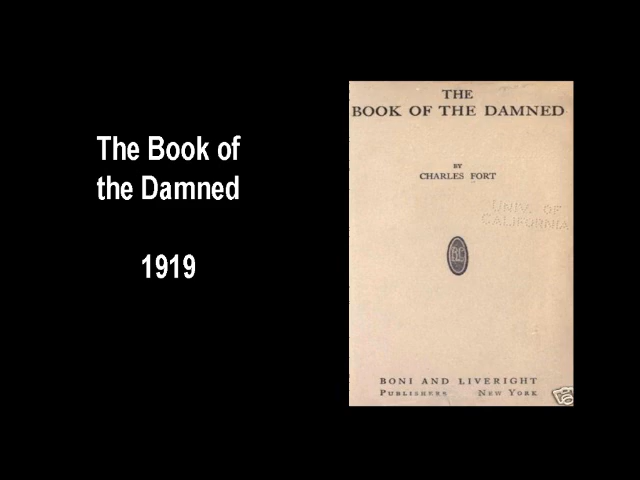 The Book of
the Damned
1919
THE
BOOK OF THE DAMNED
BY
CHARLES FORT
UNIV. OF
CALIFORNIA
B&L
BONI AND LIVERIGHT
PUBLISHERS NEW YORK